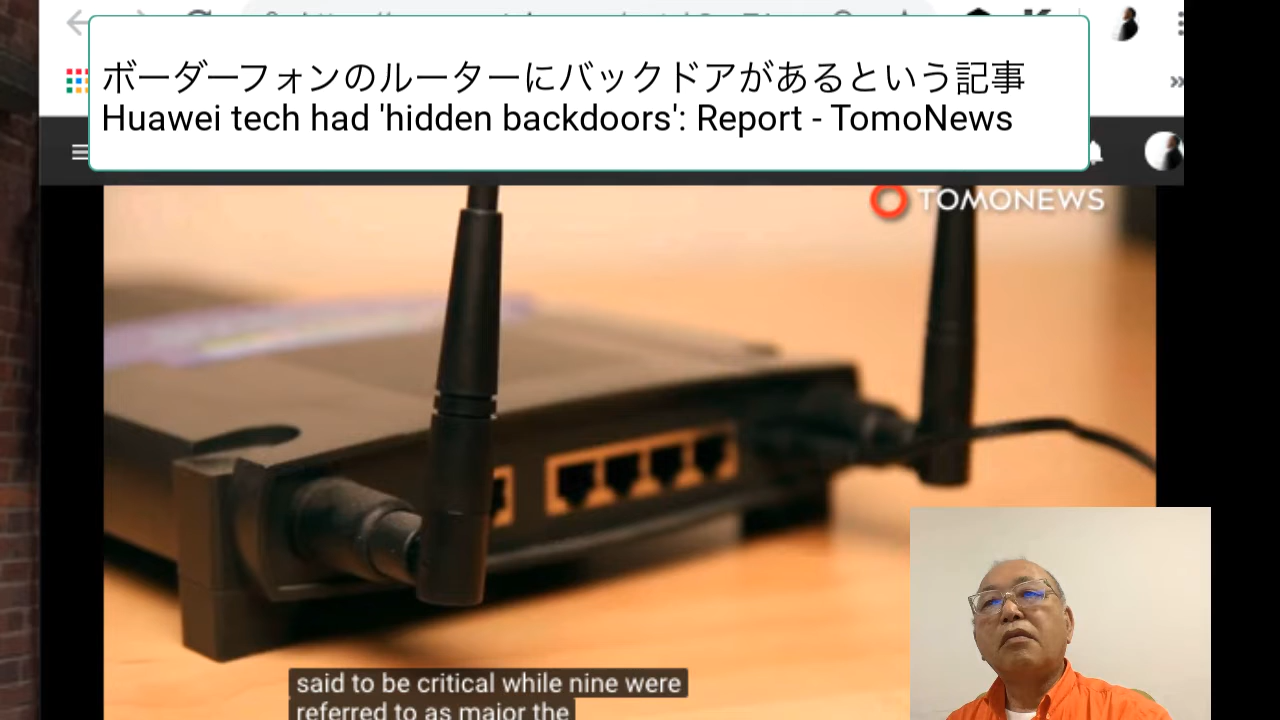 ボーダーフォンのルーターにバックドアがあるという記事
Huawei tech had 'hidden backdoors': Report - TomoNews
TOMONEWS
said to be critical while nine were
referred to as major the